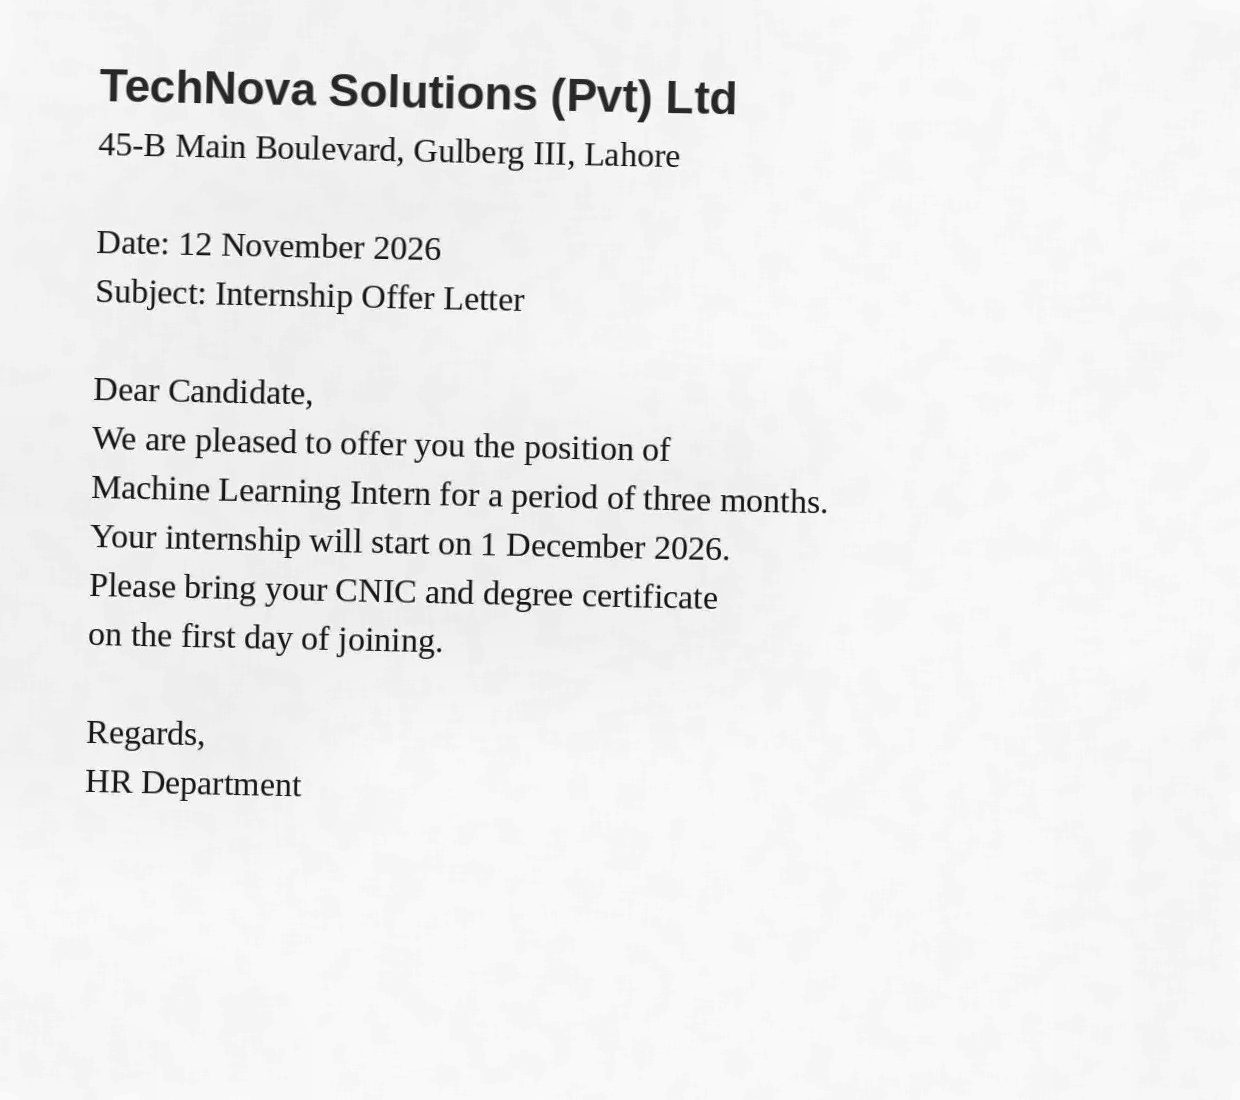 TechNova Solutions (Pvt) Ltd
45-B Main Boulevard, Gulberg III, Lahore
Date: 12 November 2026
Subject: Internship Offer Letter
Dear Candidate,
We are pleased to offer you the position of
Machine Learning Intern for a period of three months.
Your internship will start on 1 December 2026.
Please bring your CNIC and degree certificate
on the first day of joining.
Regards,
HR Department